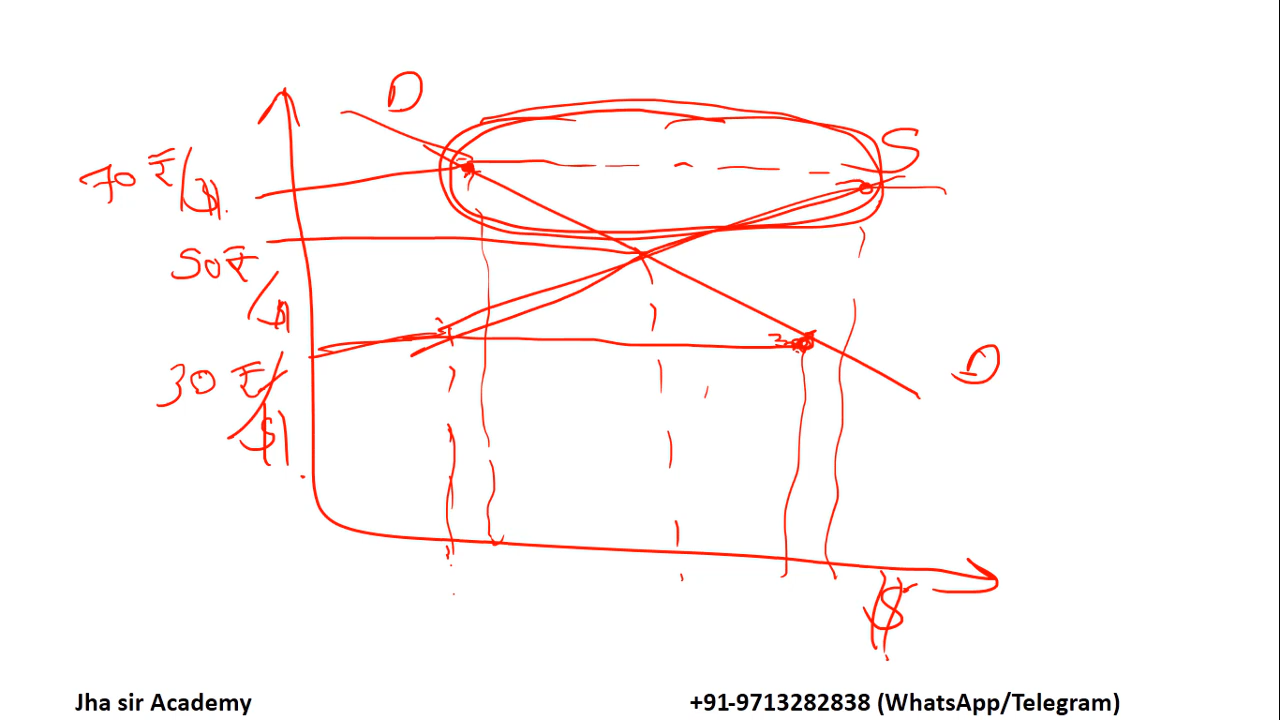 D
S
70 ₹/$
50₹
/$
30 ₹
/$
D
$
Jha sir Academy
+91-9713282838 (WhatsApp/Telegram)